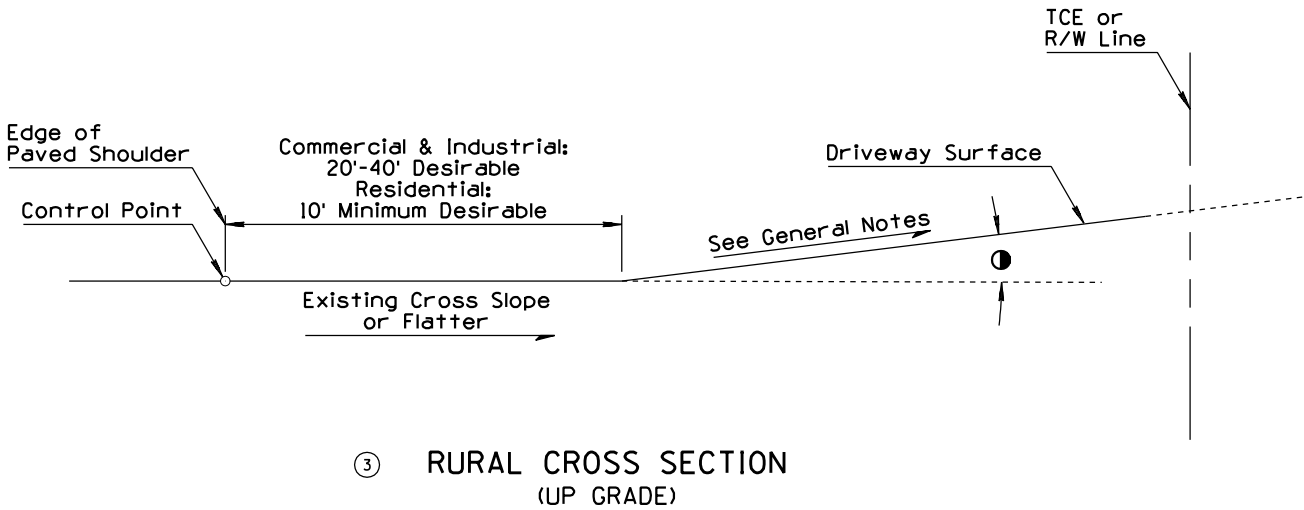 TCE or
R/W Line
Edge of
Paved Shoulder
Commercial & Industrial:
20'-40' Desirable
Residential:
10' Minimum Desirable
Driveway Surface
Control Point
See General Notes
Existing Cross Slope
or Flatter
3 RURAL CROSS SECTION
(UP GRADE)